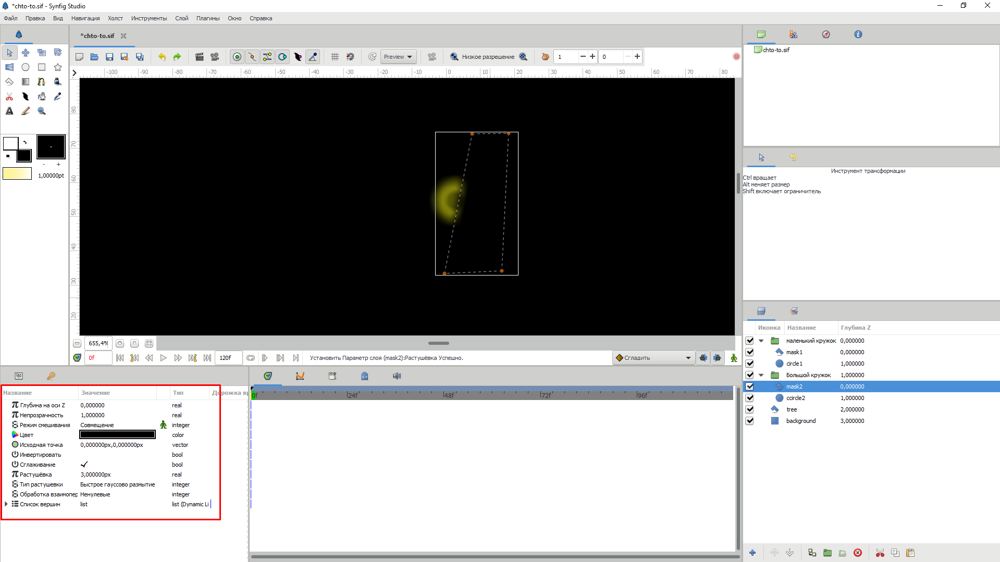 *chto-to.sif - Synfig Studio
Файл Правка Вид Навигация Холст Инструменты Слой Плагины Окно Справка
*chto-to.sif
Preview Низкое разрешение 1 0
-100 -90 -80 -70 -60 -50 -40 -30 -20 -10 0 10 20 30 40 50 60 70 80
80
70
60
50
40
30
20
1,00000pt
655,4%
0f 120f Установить Параметр слоя (mask2):Растушёвка Успешно. Сгладить
chto-to.sif
Инструмент трансформации
Ctrl вращает
Alt меняет размер
Shift включает ограничитель
Иконка Название Глубина Z
маленький кружок 0,000000
mask1 0,000000
circle1 1,000000
Большой кружок 1,000000
mask2 0,000000
ccircle2 1,000000
tree 2,000000
background 3,000000
Название Значение Тип Дорожка в
Глубина на оси Z 0,000000 real
Непрозрачность 1,000000 real
Режим смешивания Совмещение integer
Цвет color
Исходная точка 0,000000px,0,000000px vector
Инвертировать bool
Сглаживание bool
Растушёвка 3,000000px real
Тип растушевки Быстрое гауссово размытие integer
Обработка взаимопер Ненулевые integer
Список вершин list list (Dynamic Li
0f 24f 48f 72f 96f